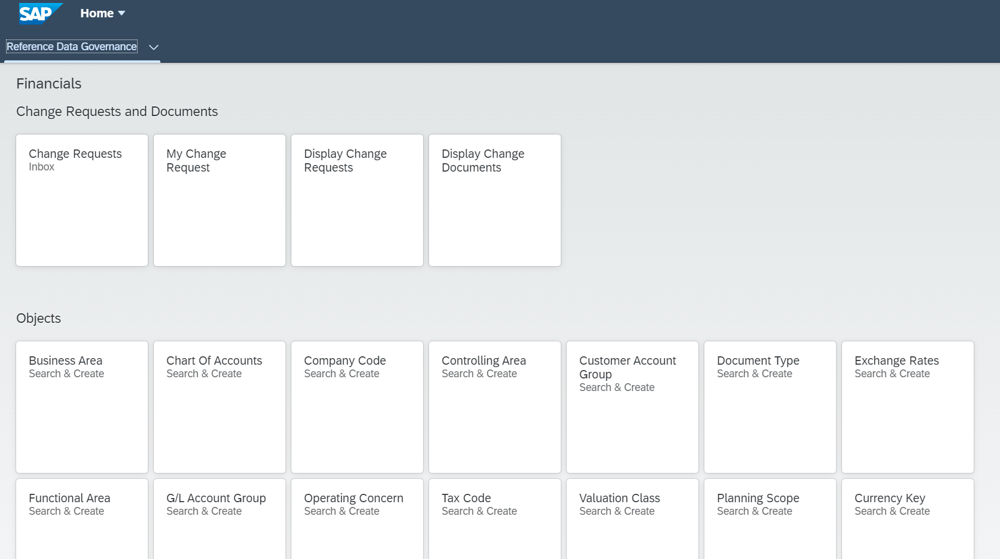 SAP Home
Reference Data Governance
Financials
Change Requests and Documents
Change Requests
Inbox
My Change
Request
Display Change
Requests
Display Change
Documents
Objects
Business Area
Search & Create
Chart Of Accounts
Search & Create
Company Code
Search & Create
Controlling Area
Search & Create
Customer Account
Group
Search & Create
Document Type
Search & Create
Exchange Rates
Search & Create
Functional Area
Search & Create
G/L Account Group
Search & Create
Operating Concern
Search & Create
Tax Code
Search & Create
Valuation Class
Search & Create
Planning Scope
Search & Create
Currency Key
Search & Create